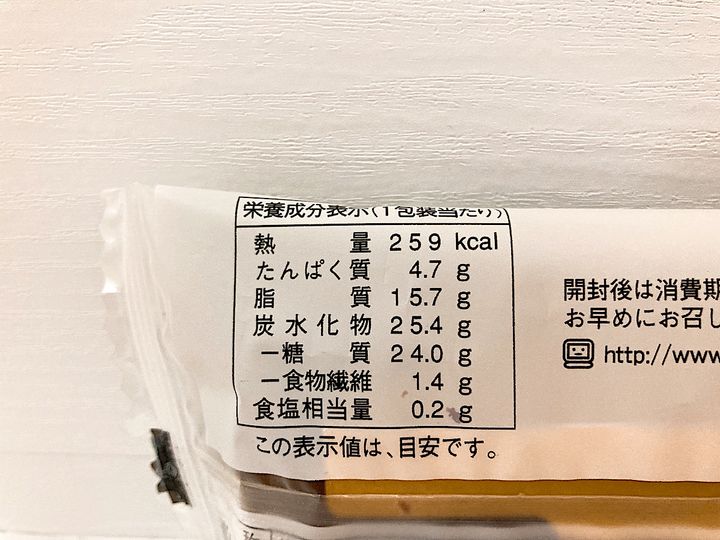 栄養成分表示(1包装当たり)
熱量 259 kcal
たんぱく質 4.7 g
脂質 15.7 g
炭水化物 25.4 g
－糖質 24.0 g
－食物繊維 1.4 g
食塩相当量 0.2 g
この表示値は、目安です。
開封後は消費期
お早めにお召し
http://www